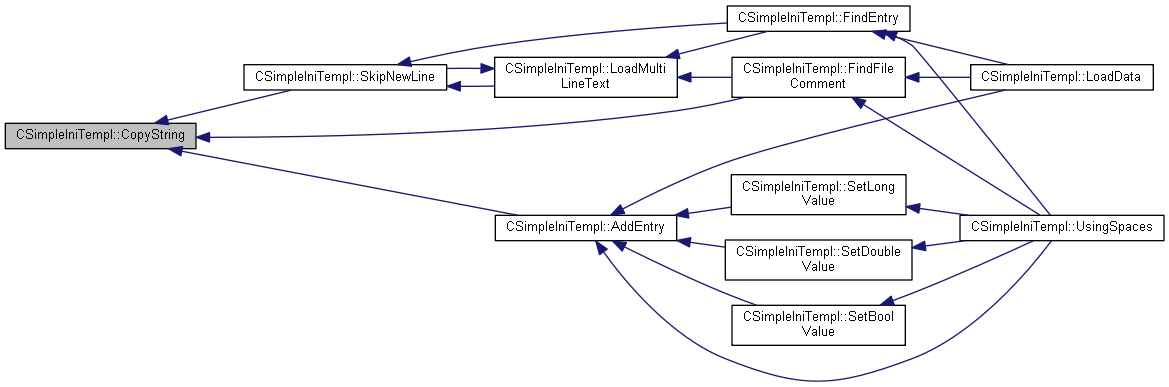 CSimpleIniTempl::FindEntry
CSimpleIniTempl::SkipNewLine
CSimpleIniTempl::LoadMulti
LineText
CSimpleIniTempl::FindFile
Comment
CSimpleIniTempl::LoadData
CSimpleIniTempl::CopyString
CSimpleIniTempl::SetLong
Value
CSimpleIniTempl::AddEntry
CSimpleIniTempl::UsingSpaces
CSimpleIniTempl::SetDouble
Value
CSimpleIniTempl::SetBool
Value